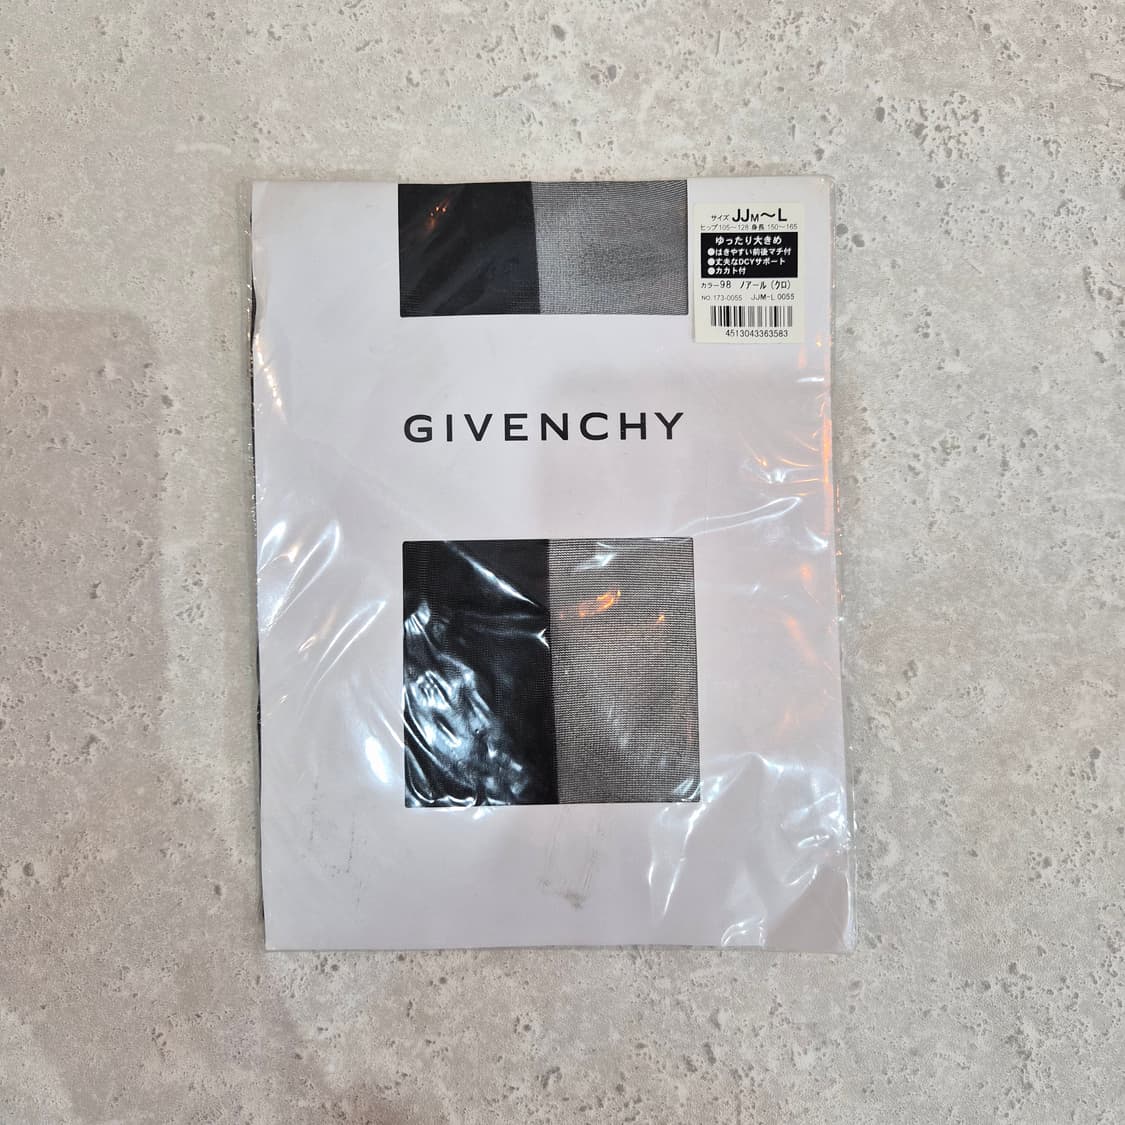 サイズ JJM～L
ヒップ105～128 身長 150～165
ゆったり大きめ
●はきやすい前後マチ付
●丈夫なDCYサポート
●カカト付
カラー98 ノアール(クロ)
NO.173-0055 JJM-L 0055
4513043363583
GIVENCHY